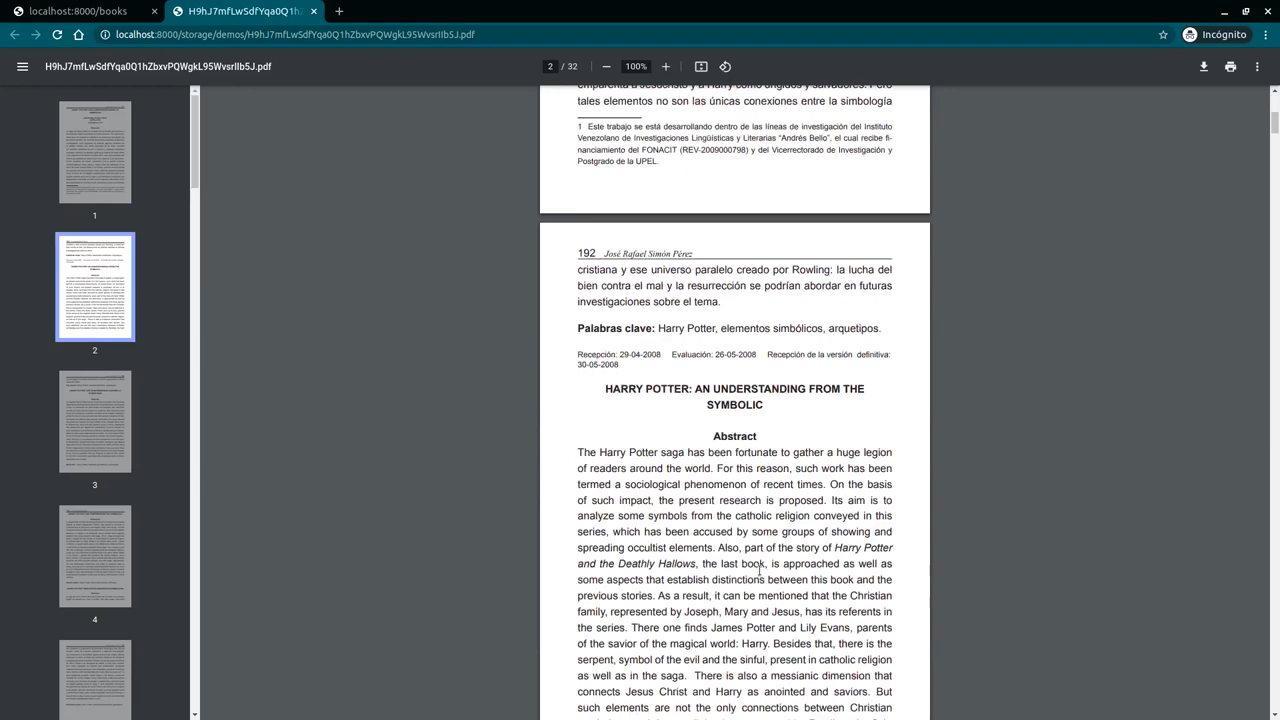 localhost:8000/books
H9hJ7mfLwSdfYqa0Q1h
localhost:8000/storage/demos/H9hJ7mfLwSdfYqa0Q1hZbxvPQWgkL95WvsrIIb5J.pdf
Incógnito
H9hJ7mfLwSdfYqa0Q1hZbxvPQWgkL95WvsrIIb5J.pdf
2 / 32
100%
1
2
3
4
emparenta a Jesucristo y a Harry como ungidos y salvadores. Pero
tales elementos no son las únicas conexiones entre la simbología
1 Este trabajo se está desarrollando dentro de las líneas de investigación del Instituto
Venezolano de Investigaciones Lingüísticas y Literarias "Andrés Bello", el cual recibe fi-
nanciamiento del FONACIT (REV-2009000798) y del Vicerrectorado de Investigación y
Postgrado de la UPEL.
192 José Rafael Simón Pérez
cristiana y ese universo paralelo creado por Rowling: la lucha del
bien contra el mal y la resurrección se podrían abordar en futuras
investigaciones sobre el tema.
Palabras clave: Harry Potter, elementos simbólicos, arquetipos.
Recepción: 29-04-2008 Evaluación: 26-05-2008 Recepción de la versión definitiva:
30-05-2008
HARRY POTTER: AN UNDERSTANDING FROM THE
SYMBOLIC
Abstract
The Harry Potter saga has been fortunate to gather a huge legion
of readers around the world. For this reason, such work has been
termed a sociological phenomenon of recent times. On the basis
of such impact, the present research is proposed. Its aim is to
analyze some symbols from the catholic religion conveyed in this
series, which has been accused by some groups of showing and
spreading occultist elements. Also, part of the story of Harry Potter
and the Deathly Hallows, the last book, is approached as well as
some aspects that establish distinctions between this book and the
previous stories. As a result, it can be mentioned that the Christian
family, represented by Joseph, Mary and Jesus, has its referents in
the series. There one finds James Potter and Lily Evans, parents
of the savior of the magical world: Harry. Besides that, there is the
serpent, symbol of the evil and the sinful, present in catholic religion
as well as in the saga. There is also a messianic dimension that
connects Jesus Christ and Harry as anointed and saviors. But
such elements are not the only connections between Christian